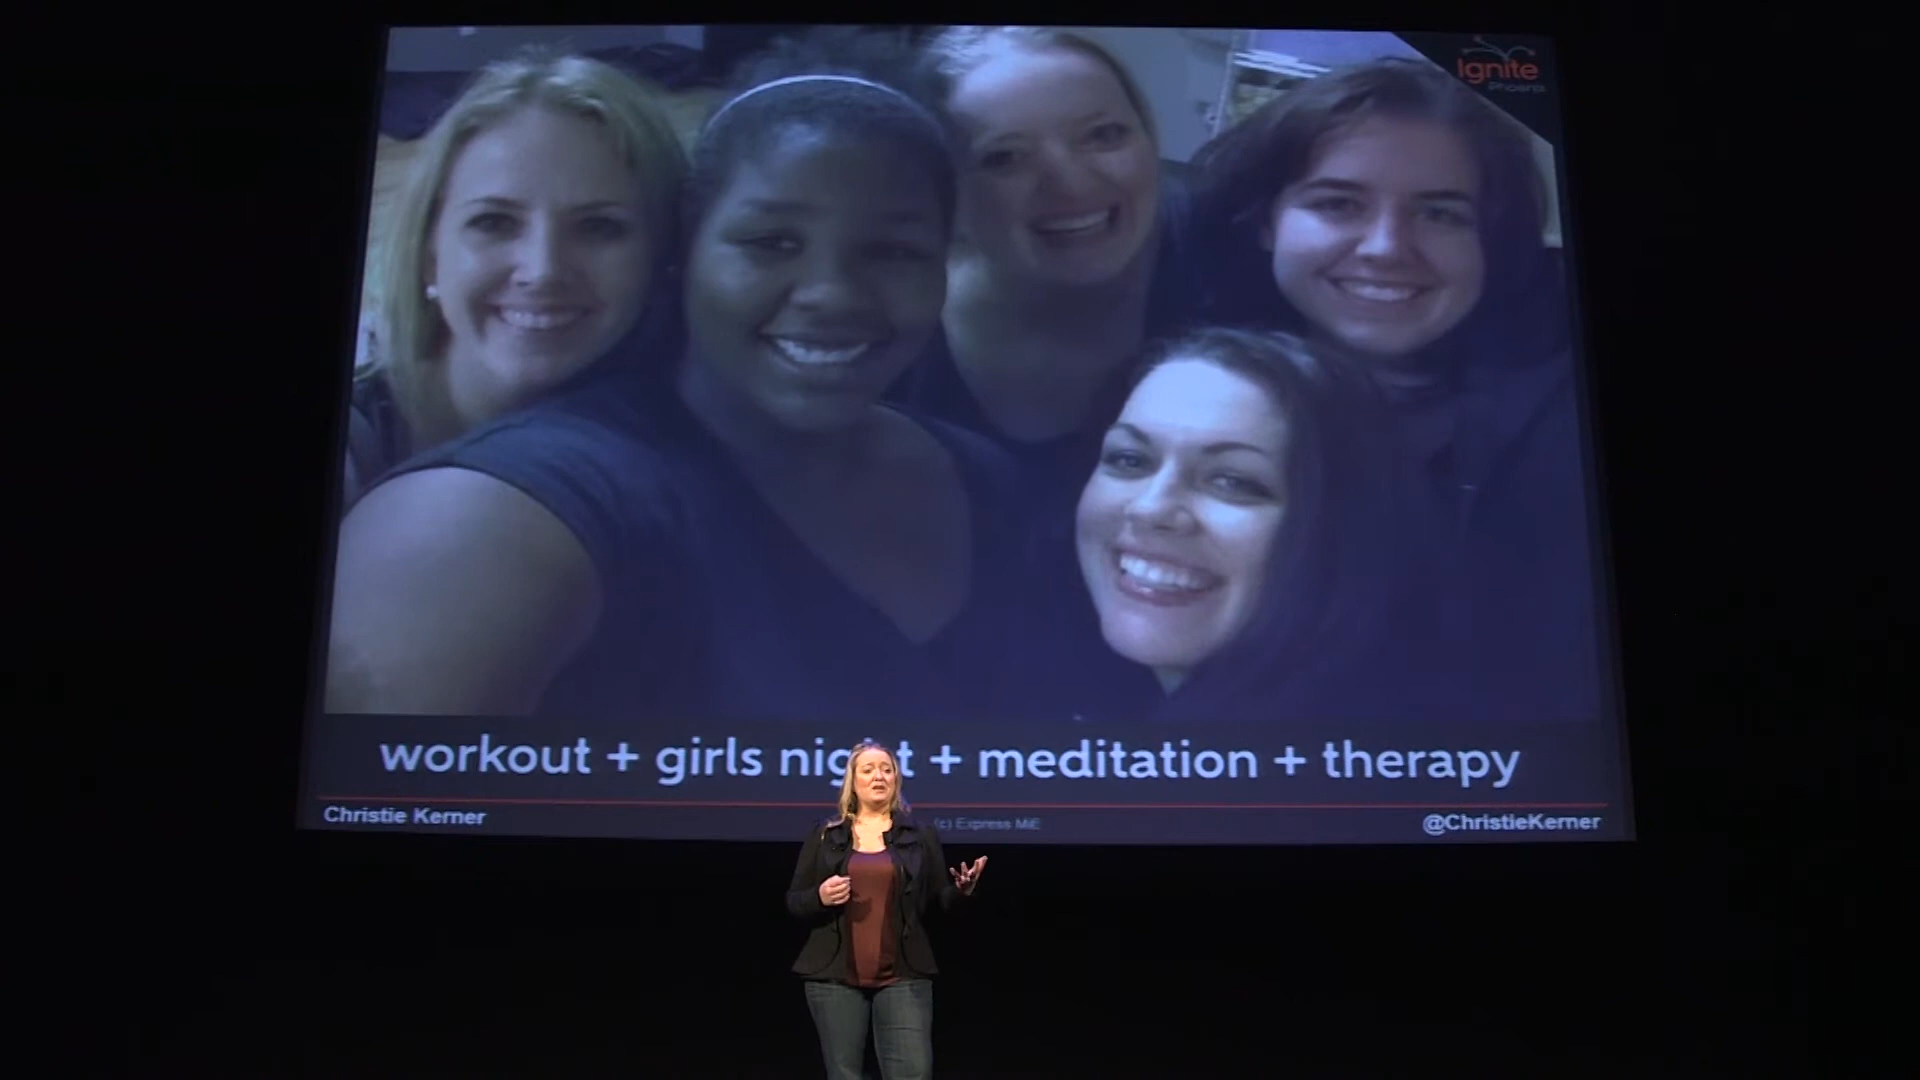 Ignite
Phoenix
workout + girls night + meditation + therapy
Christie Kerner
(c) Express MiE
@ChristieKerner